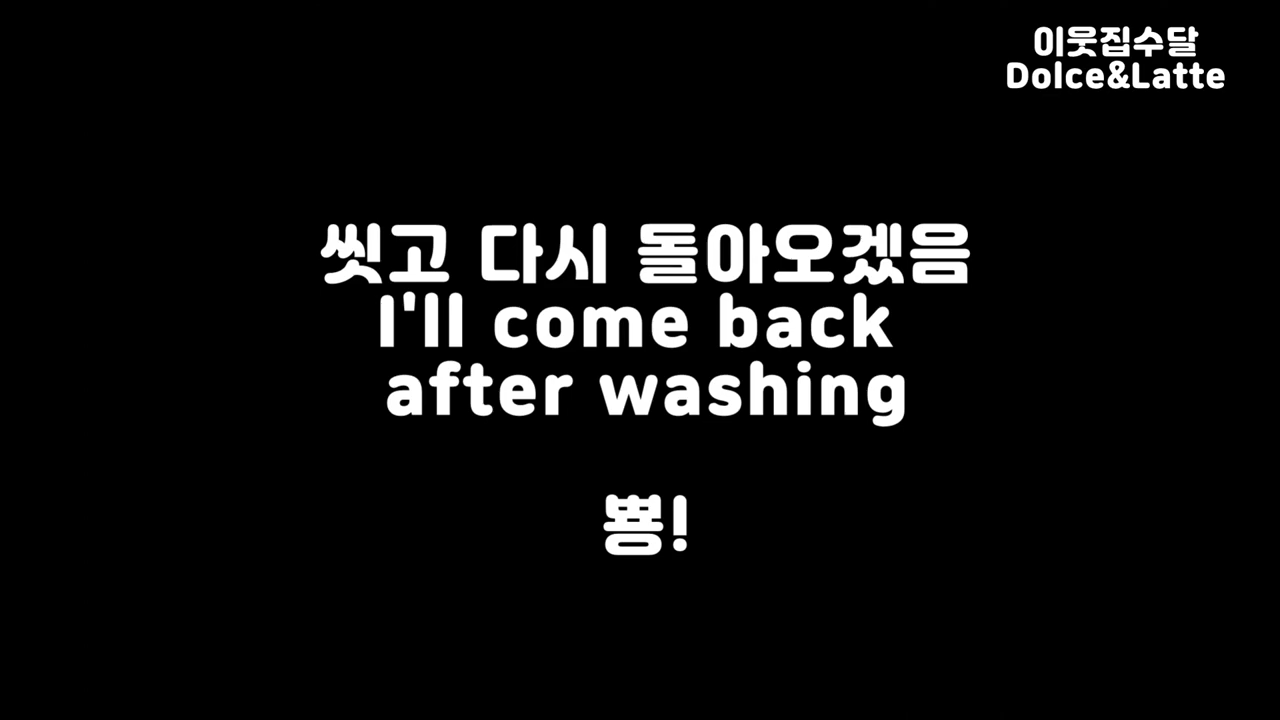 이웃집수달
Dolce&Latte
씻고 다시 돌아오겠음
I'll come back
after washing
뿅!